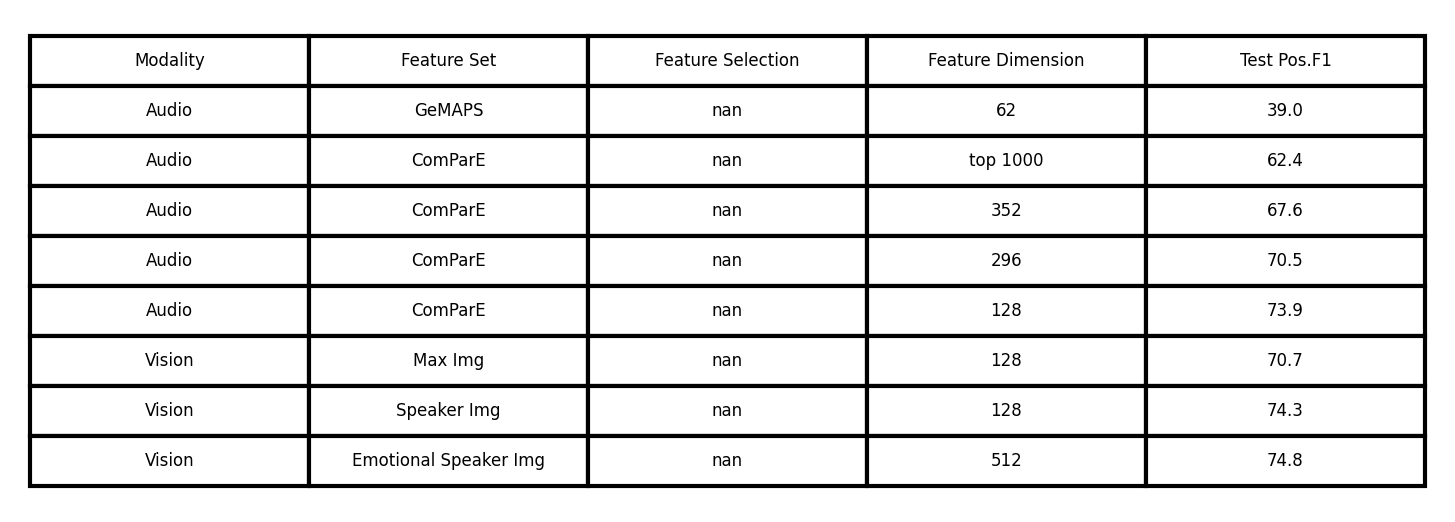 Modality Feature Set Feature Selection Feature Dimension Test Pos.F1
Audio GeMAPS nan 62 39.0
Audio ComParE nan top 1000 62.4
Audio ComParE nan 352 67.6
Audio ComParE nan 296 70.5
Audio ComParE nan 128 73.9
Vision Max Img nan 128 70.7
Vision Speaker Img nan 128 74.3
Vision Emotional Speaker Img nan 512 74.8